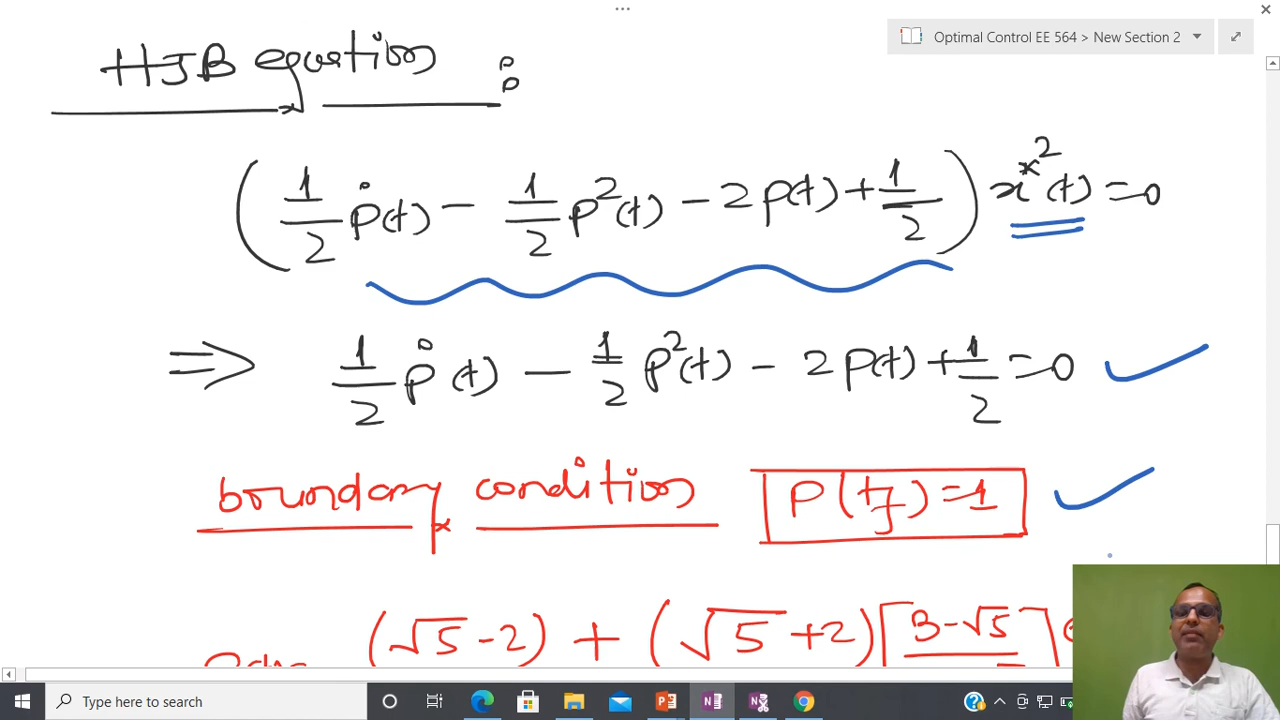 Optimal Control EE 564 > New Section 2
HJB equation :
(1/2 ṗ(t) − 1/2 p²(t) − 2p(t) + 1/2) x*²(t) = 0
⇒ 1/2 ṗ(t) − 1/2 p²(t) − 2p(t) + 1/2 = 0
boundary condition P(tf) = 1
(√5 - 2) + (√5 + 2) [3 - √5
Type here to search